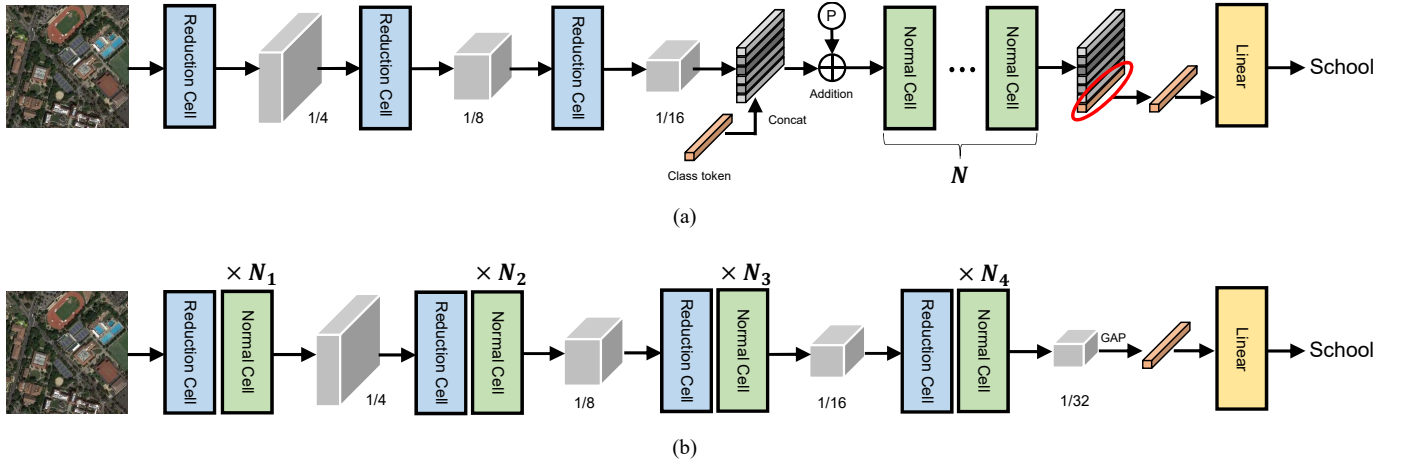 Reduction Cell
1/4
Reduction Cell
1/8
Reduction Cell
1/16
Class token
Concat
P
Addition
Normal Cell
...
Normal Cell
N
Linear
School
(a)
Reduction Cell
Normal Cell
× N1
1/4
Reduction Cell
Normal Cell
× N2
1/8
Reduction Cell
Normal Cell
× N3
1/16
Reduction Cell
Normal Cell
× N4
1/32
GAP
Linear
School
(b)